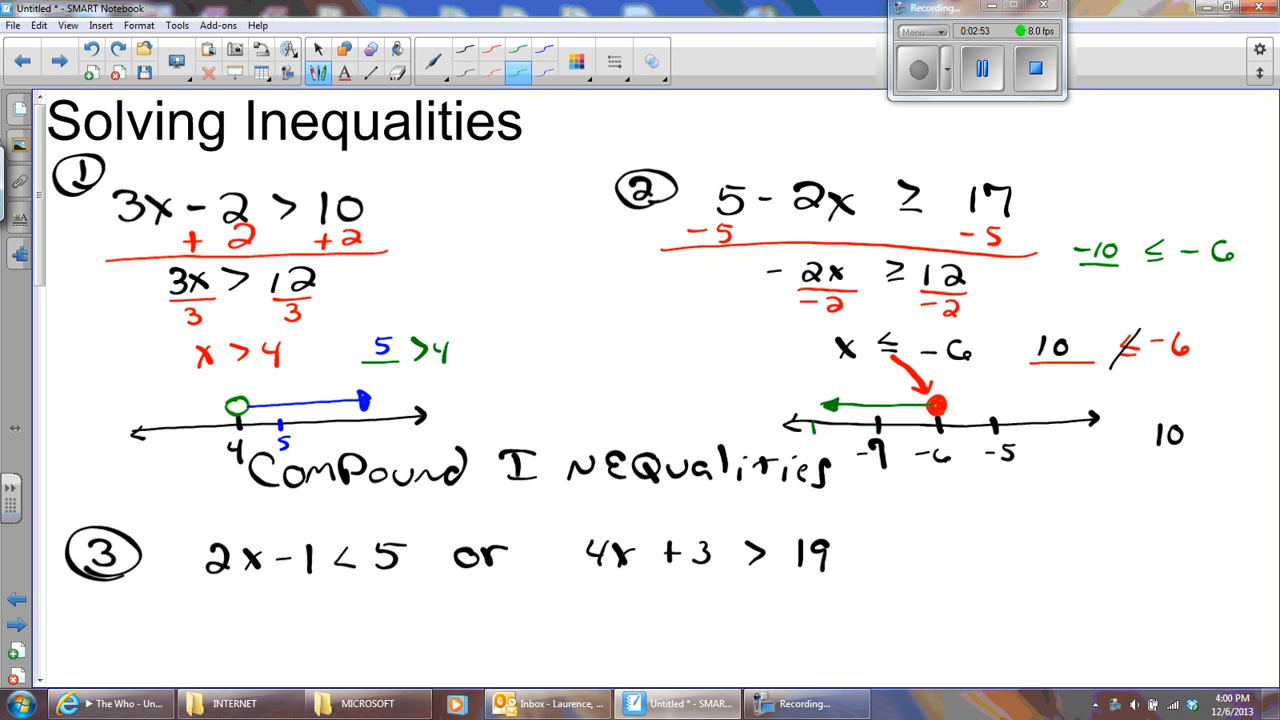 Untitled * - SMART Notebook
Recording...
File Edit View Insert Format Tools Add-ons Help
Menu
0:02:53
8.0 fps
Solving Inequalities
1
3x - 2 > 10
+ 2 + 2
3x > 12
3 3
x > 4
5 > 4
4 5
2
5 - 2x ≥ 17
- 5 - 5
- 2x ≥ 12
-2 -2
x ≤ -6
-10 ≤ -6
10 ≤ -6
-7 -6 -5
10
Compound Inequalities
3
2x - 1 < 5 or 4x + 3 > 19
The Who - Un...
INTERNET
MICROSOFT
Inbox - Laurence, ...
Untitled * - SMAR...
Recording...
4:00 PM
12/6/2013